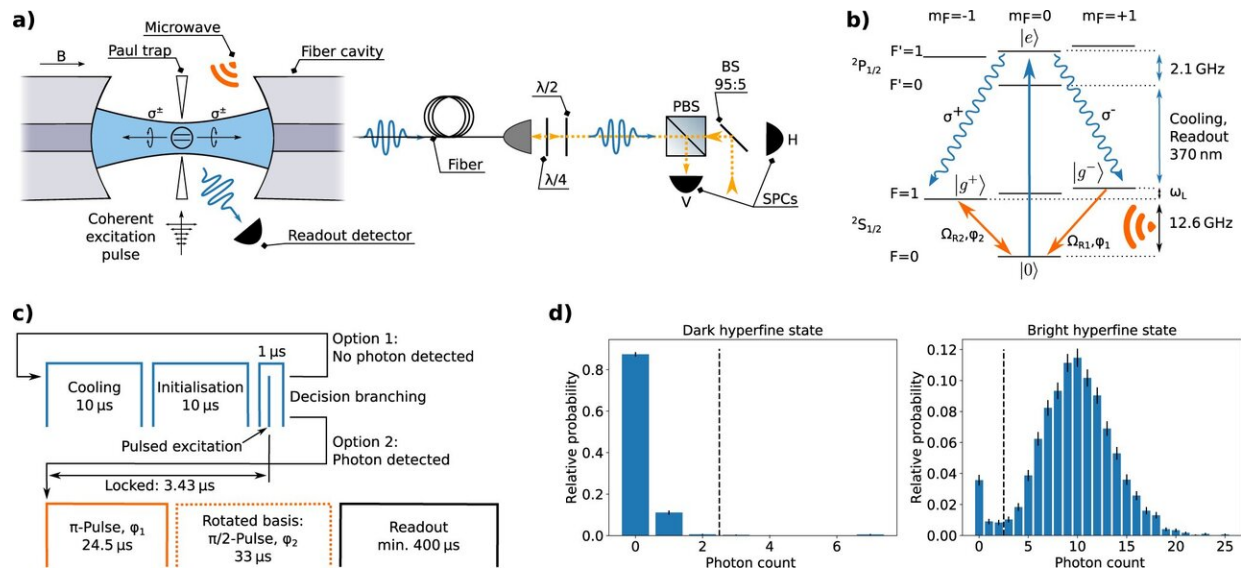 a)
Microwave
Paul trap
Fiber cavity
B
σ±
σ±
Coherent
excitation
pulse
Readout detector
Fiber
λ/4
λ/2
PBS
BS
95:5
H
V
SPCs
b)
mF=-1
mF=0
mF=+1
|e⟩
F'=1
²P1/2
F'=0
2.1 GHz
σ+
σ-
Cooling,
Readout
370 nm
|g+⟩
|g-⟩
F=1
ωL
²S1/2
12.6 GHz
ΩR2,φ2
ΩR1,φ1
F=0
|0⟩
c)
Option 1:
No photon detected
1 µs
Cooling
10 µs
Initialisation
10 µs
Decision branching
Pulsed excitation
Option 2:
Photon detected
Locked: 3.43 µs
π-Pulse, φ1
24.5 µs
Rotated basis:
π/2-Pulse, φ2
33 µs
Readout
min. 400 µs
d)
Dark hyperfine state
Relative probability
0.8
0.6
0.4
0.2
0.0
0 2 4 6
Photon count
Bright hyperfine state
Relative probability
0.12
0.10
0.08
0.06
0.04
0.02
0.00
0 5 10 15 20 25
Photon count